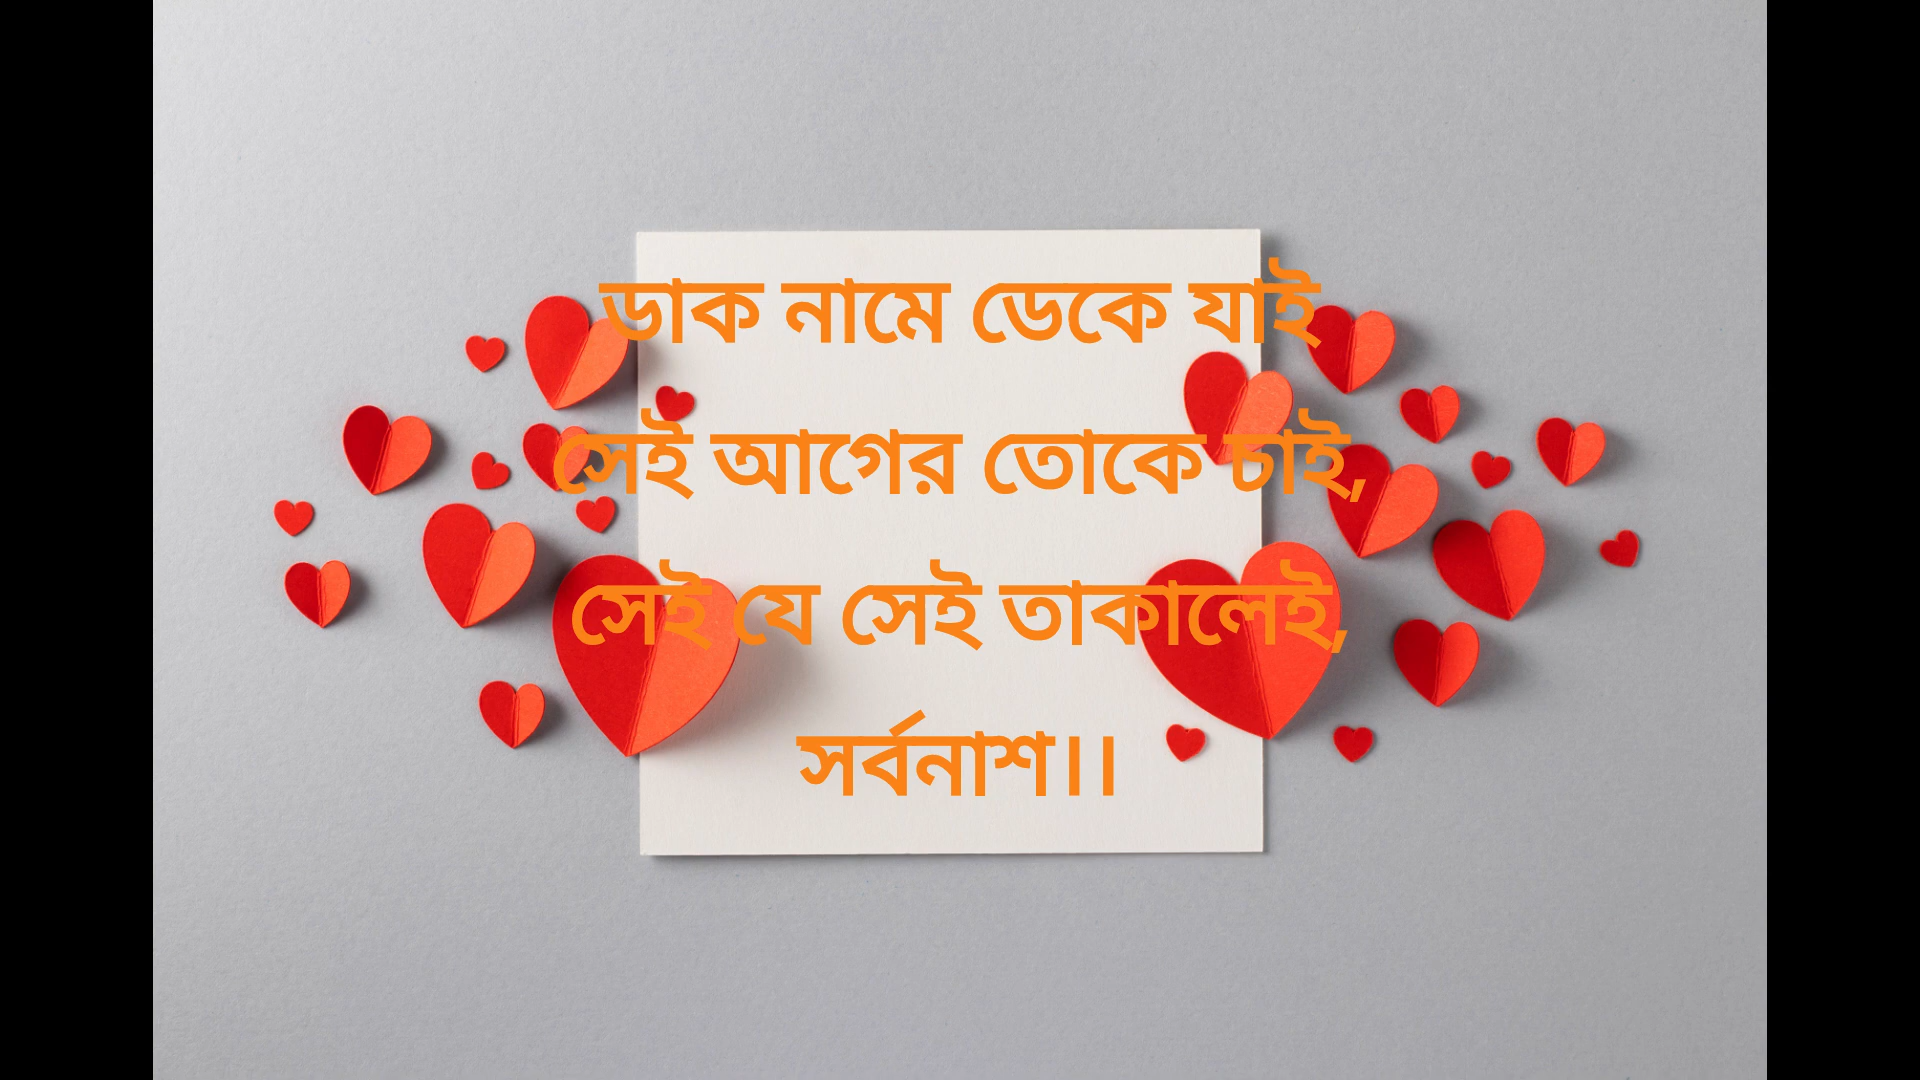 ডাক নামে ডেকে যাই
সেই আগের তোকে চাই,
সেই যে সেই তাকালেই,
সর্বনাশ।।